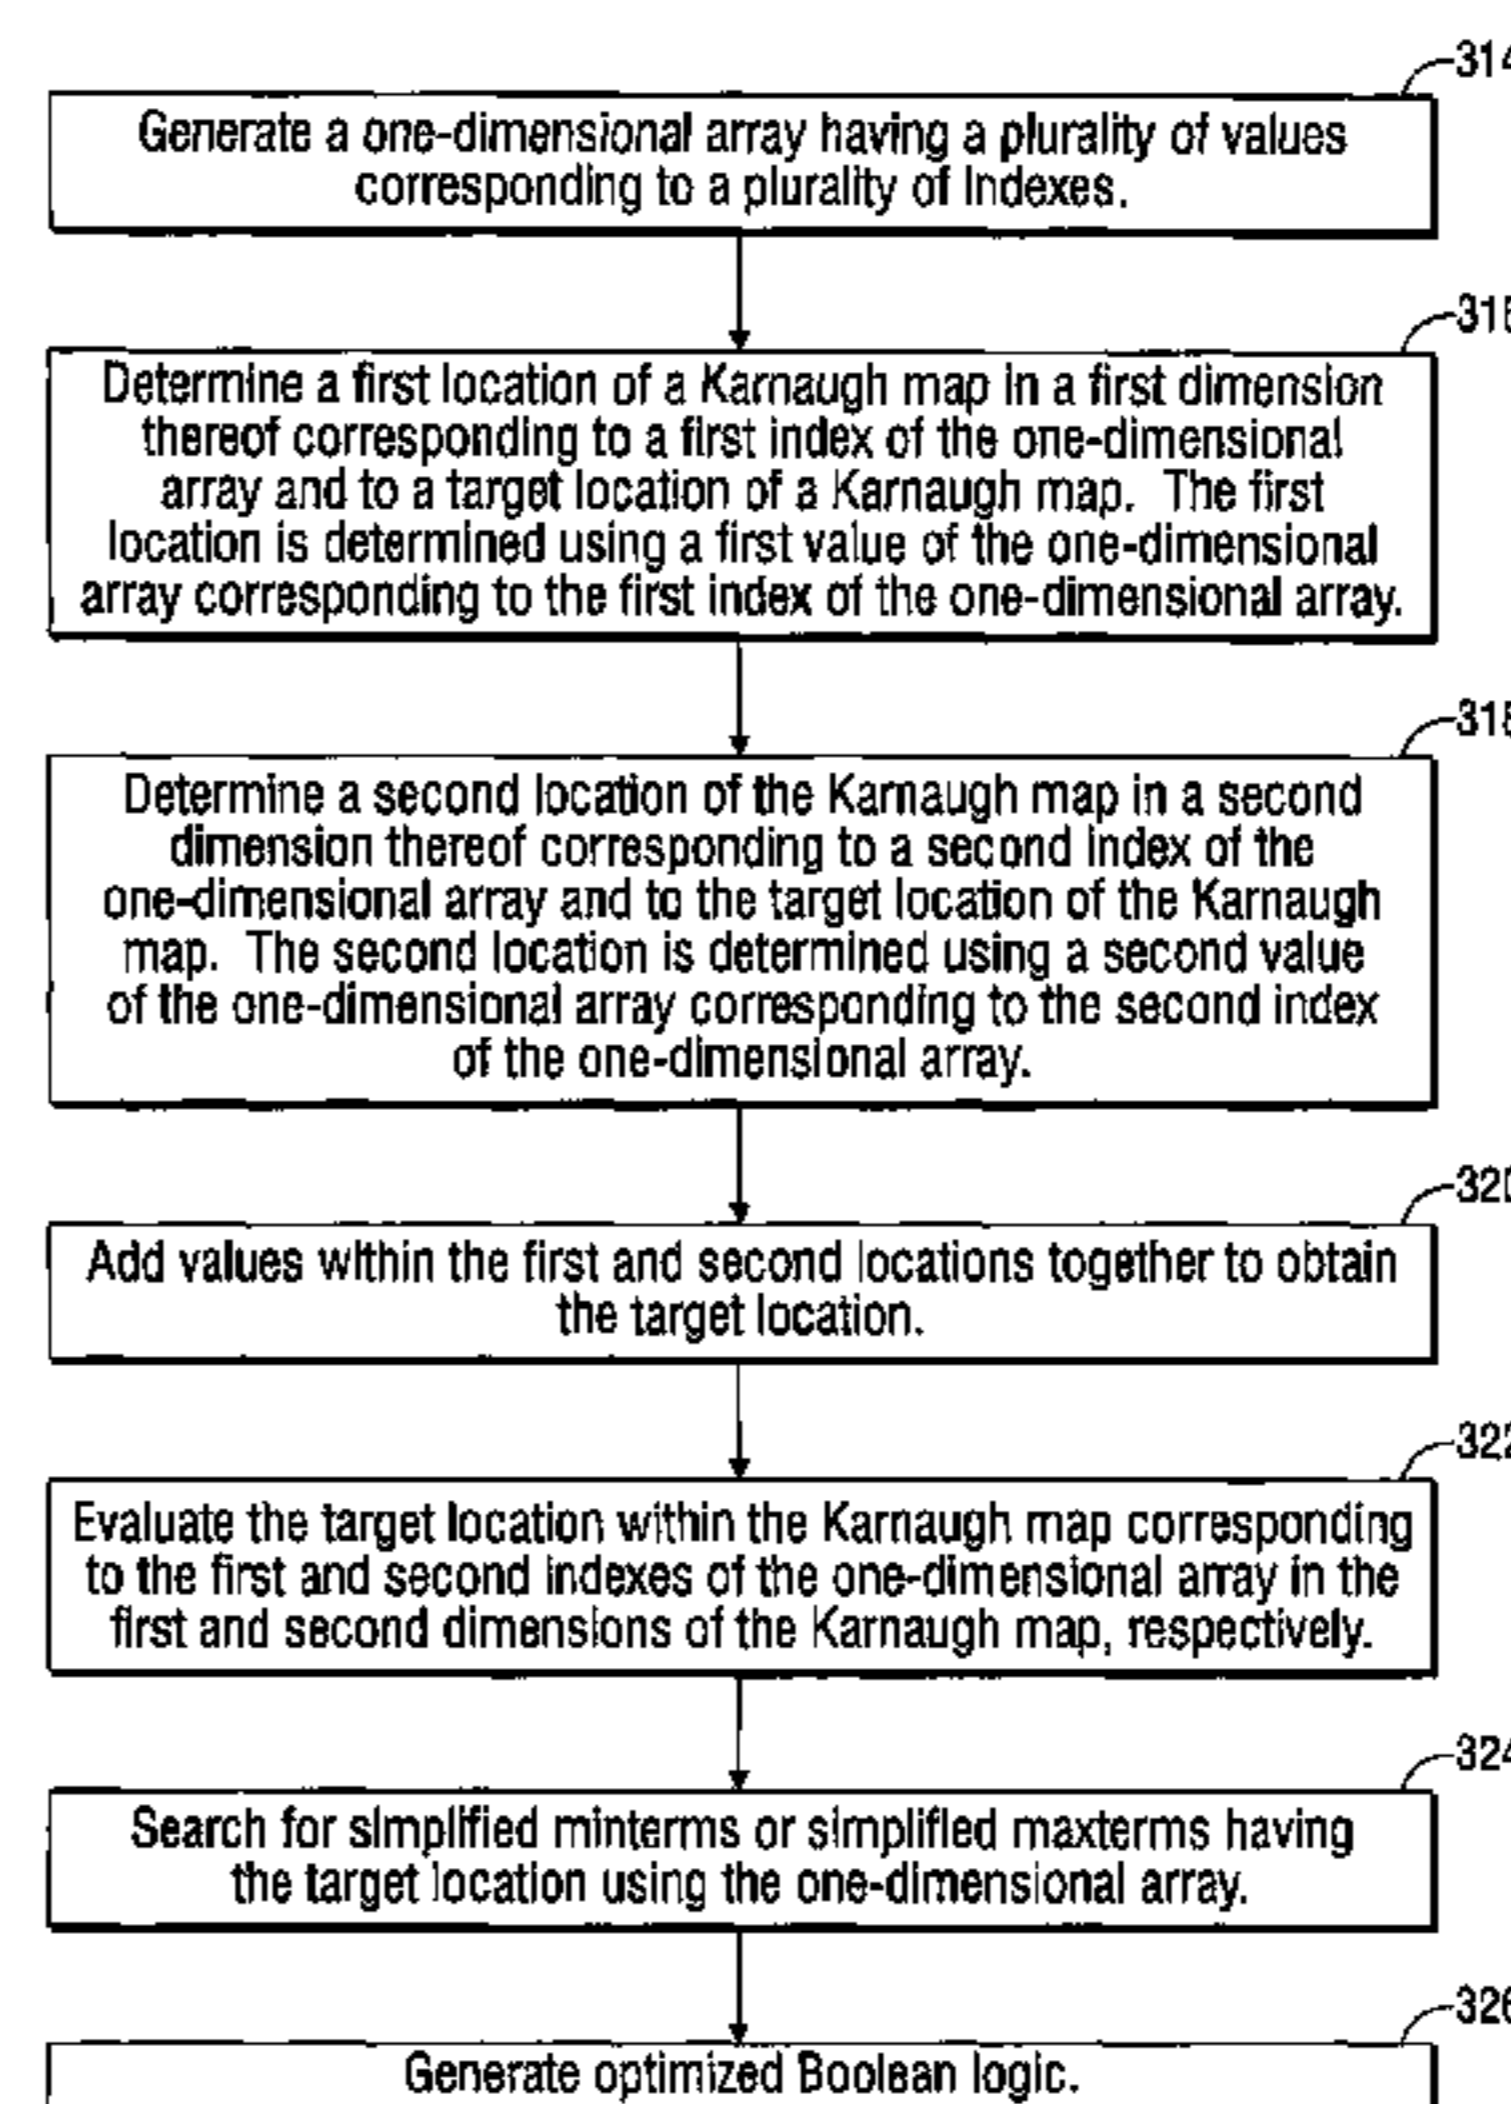 314
Generate a one-dimensional array having a plurality of values
corresponding to a plurality of indexes.
Determine a first location of a Karnaugh map in a first dimension
thereof corresponding to a first index of the one-dimensional
array and to a target location of a Karnaugh map. The first
location is determined using a first value of the one-dimensional
array corresponding to the first index of the one-dimensional array.
Determine a second location of the Karnaugh map in a second
dimension thereof corresponding to a second index of the
one-dimensional array and to the target location of the Karnaugh
map. The second location is determined using a second value
of the one-dimensional array corresponding to the second index
of the one-dimensional array.
320
Add values within the first and second locations together to obtain
the target location.
322
Evaluate the target location within the Karnaugh map corresponding
to the first and second indexes of the one-dimensional array in the
first and second dimensions of the Karnaugh map, respectively.
324
Search for simplified minterms or simplified maxterms having
the target location using the one-dimensional array.
326
Generate optimized Boolean logic.